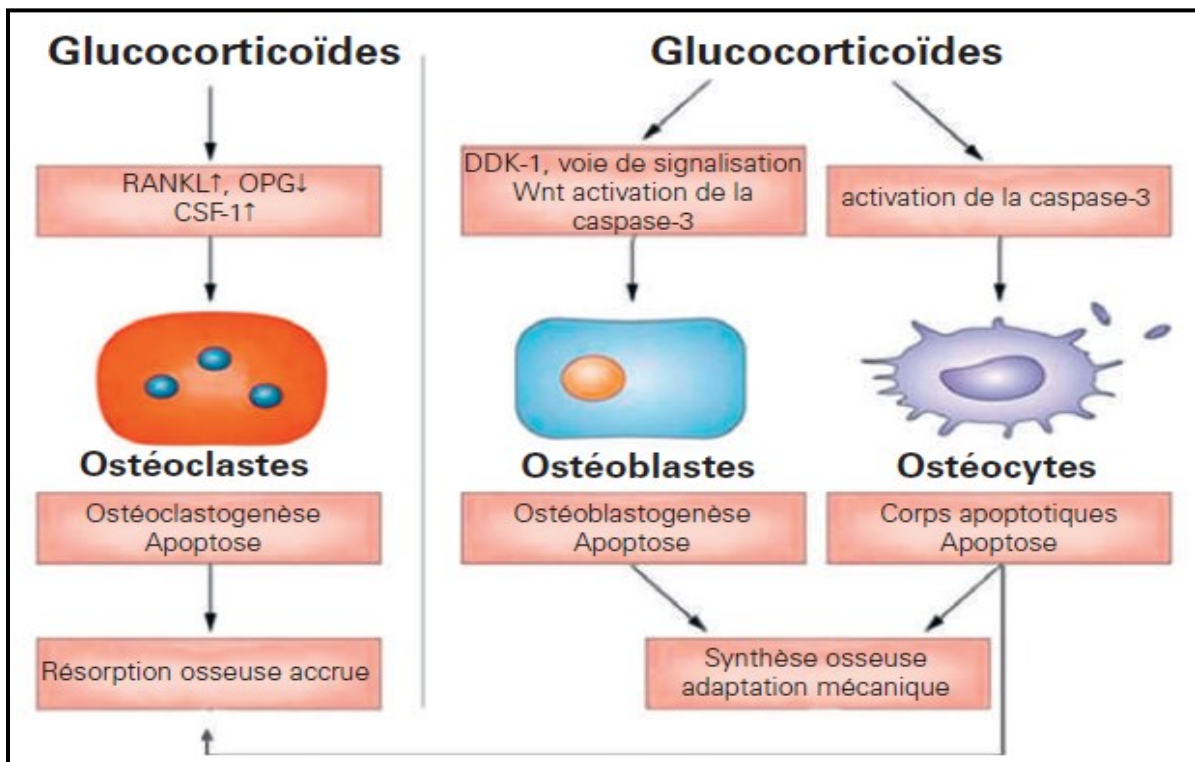 Glucocorticoïdes
RANKL↑, OPG↓
CSF-1↑
Ostéoclastes
Ostéoclastogenèse
Apoptose
Résorption osseuse accrue
Glucocorticoïdes
DDK-1, voie de signalisation
Wnt activation de la
caspase-3
activation de la caspase-3
Ostéoblastes
Ostéocytes
Ostéoblastogenèse
Apoptose
Corps apoptotiques
Apoptose
Synthèse osseuse
adaptation mécanique